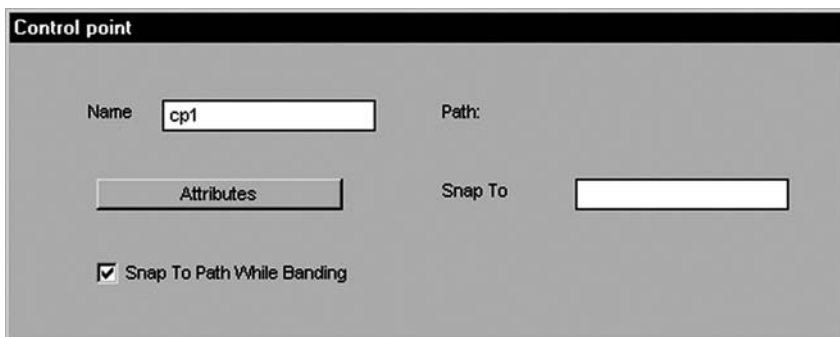 Control point
Name cp1 Path:
Attributes Snap To
Snap To Path While Banding